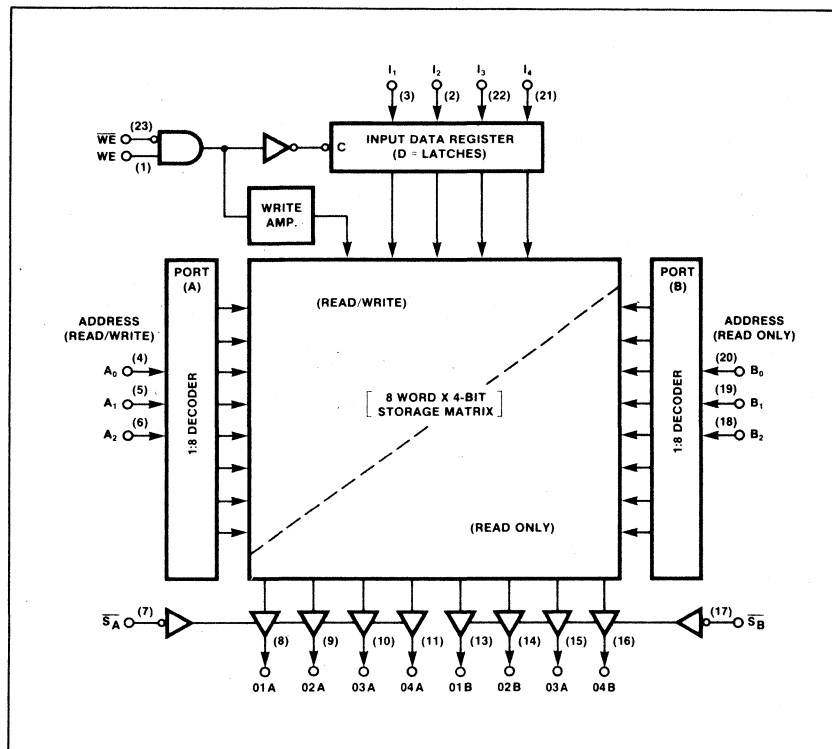 I₁ I₂ I₃ I₄
(3) (2) (22) (21)
(23)
W̅E̅
WE
(1)
C
INPUT DATA REGISTER
(D = LATCHES)
WRITE
AMP.
PORT
(A)
ADDRESS
(READ/WRITE)
(4)
A₀
(5)
A₁
(6)
A₂
1:8 DECODER
(READ/WRITE)
[ 8 WORD X 4-BIT
STORAGE MATRIX ]
(READ ONLY)
PORT
(B)
ADDRESS
(READ ONLY)
(20)
B₀
(19)
B₁
(18)
B₂
1:8 DECODER
S̅A̅
(7)
(8) (9) (10) (11) (13) (14) (15) (16)
(17)
S̅B̅
01A 02A 03A 04A 01B 02B 03A 04B